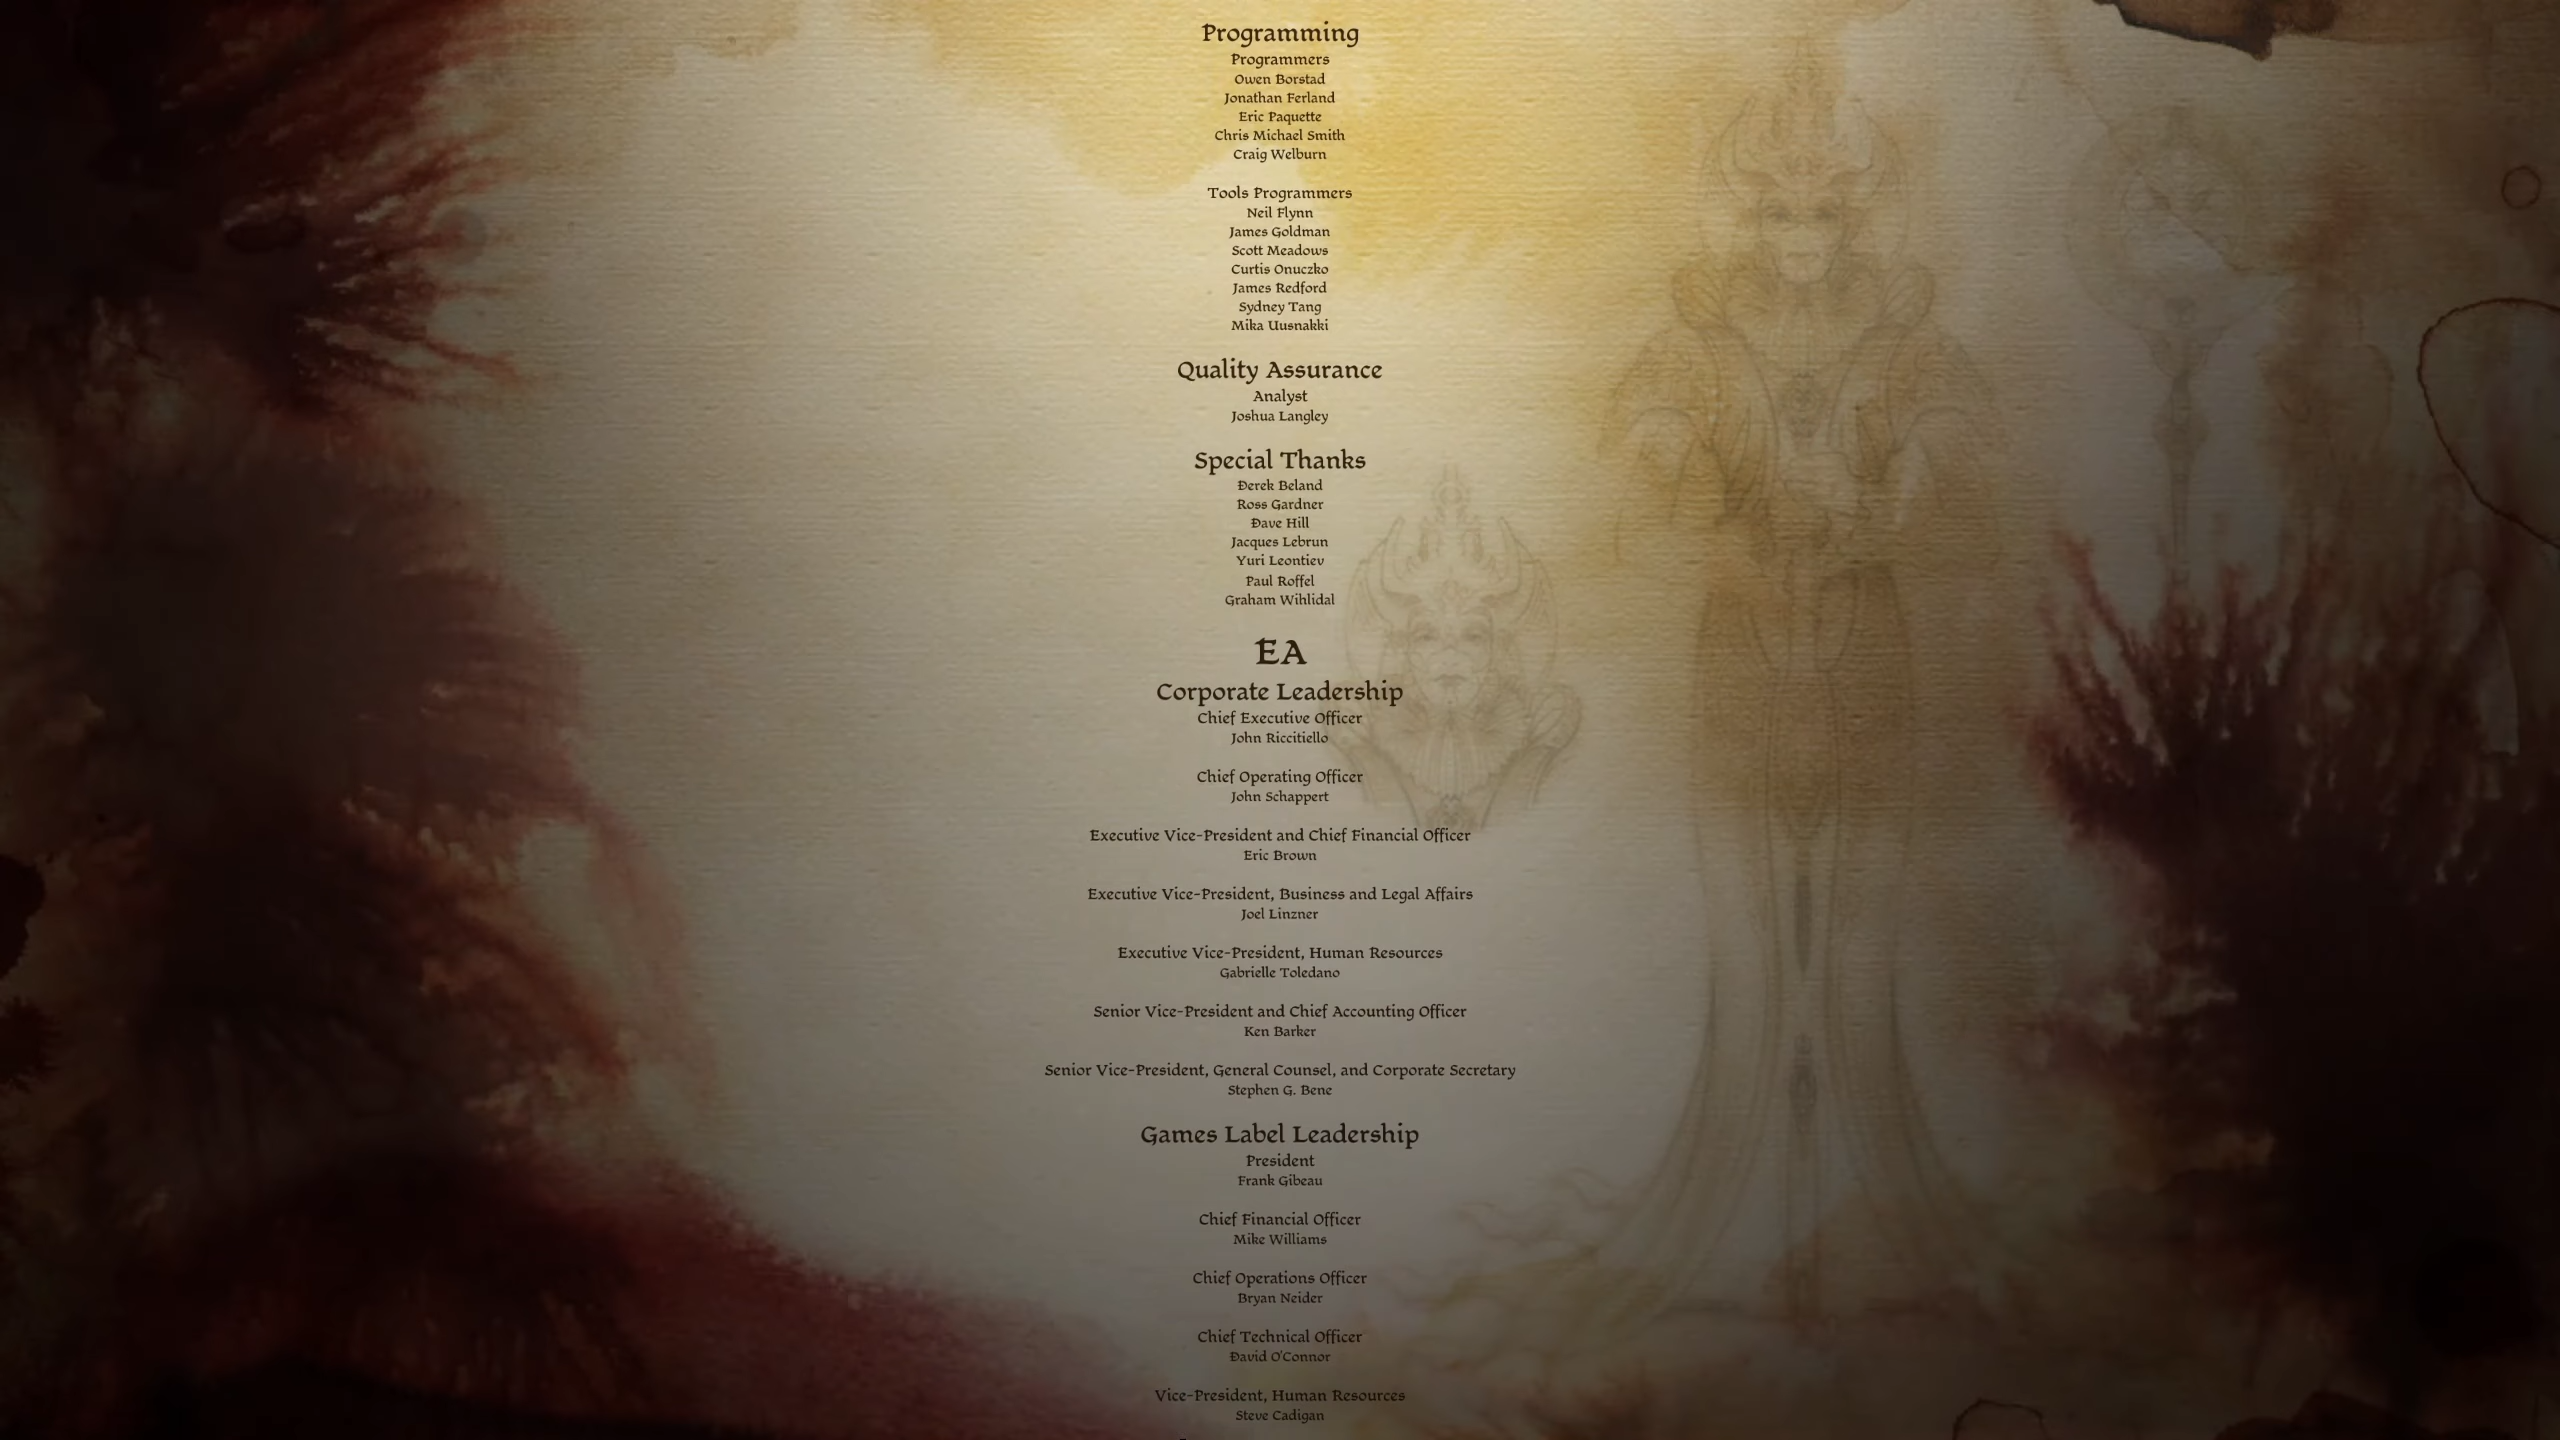 Programming
Programmers
Owen Borstad
Jonathan Ferland
Eric Paquette
Chris Michael Smith
Craig Welburn
Tools Programmers
Neil Flynn
James Goldman
Scott Meadows
Curtis Onuczko
James Redford
Sydney Tang
Mika Uusnakki
Quality Assurance
Analyst
Joshua Langley
Special Thanks
Derek Beland
Ross Gardner
Dave Hill
Jacques Lebrun
Yuri Leontiev
Paul Roffel
Graham Wihlidal
EA
Corporate Leadership
Chief Executive Officer
John Riccitiello
Chief Operating Officer
John Schappert
Executive Vice-President and Chief Financial Officer
Eric Brown
Executive Vice-President, Business and Legal Affairs
Joel Linzner
Executive Vice-President, Human Resources
Gabrielle Toledano
Senior Vice-President and Chief Accounting Officer
Ken Barker
Senior Vice-President, General Counsel, and Corporate Secretary
Stephen G. Bene
Games Label Leadership
President
Frank Gibeau
Chief Financial Officer
Mike Williams
Chief Operations Officer
Bryan Neider
Chief Technical Officer
David O'Connor
Vice-President, Human Resources
Steve Cadigan